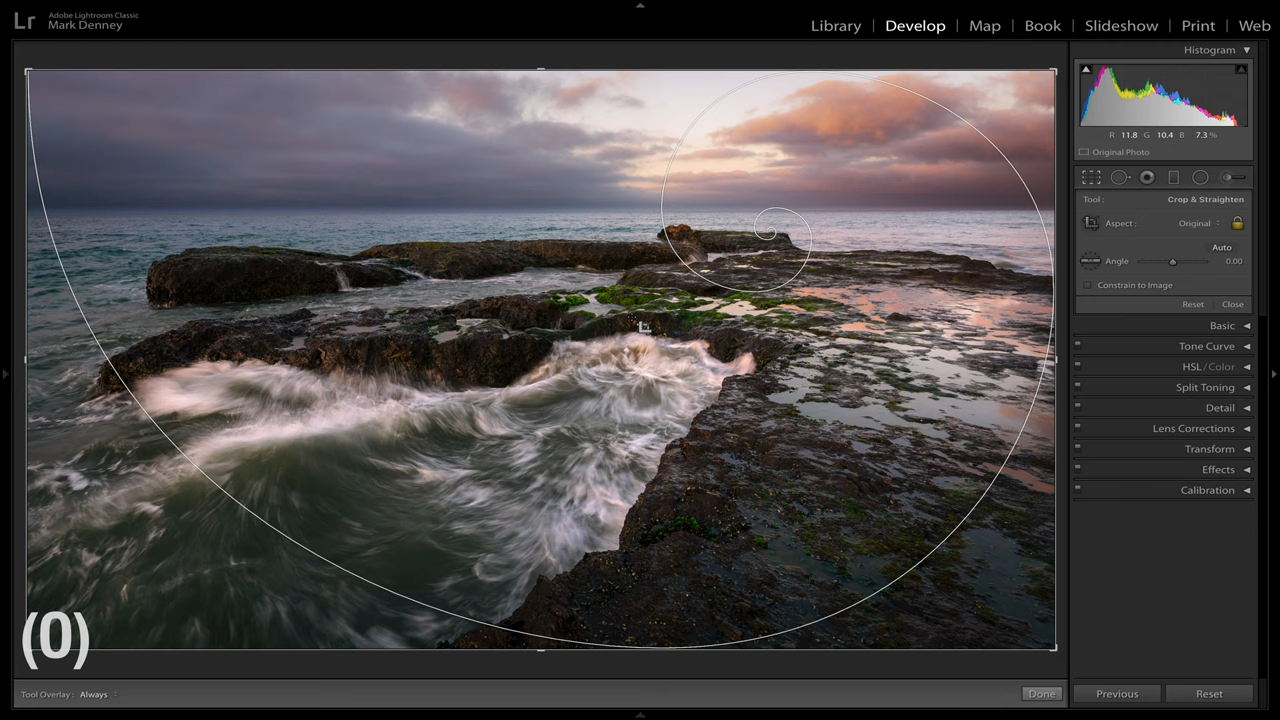 Lr
Adobe Lightroom Classic
Mark Denney
Library | Develop | Map | Book | Slideshow | Print | Web
Histogram
R 11.8 G 10.4 B 7.3 %
Original Photo
Tool : Crop & Straighten
Aspect : Original
Auto
Angle 0.00
Constrain to Image
Reset Close
Basic
Tone Curve
HSL / Color
Split Toning
Detail
Lens Corrections
Transform
Effects
Calibration
(0)
Tool Overlay : Always
Done
Previous
Reset